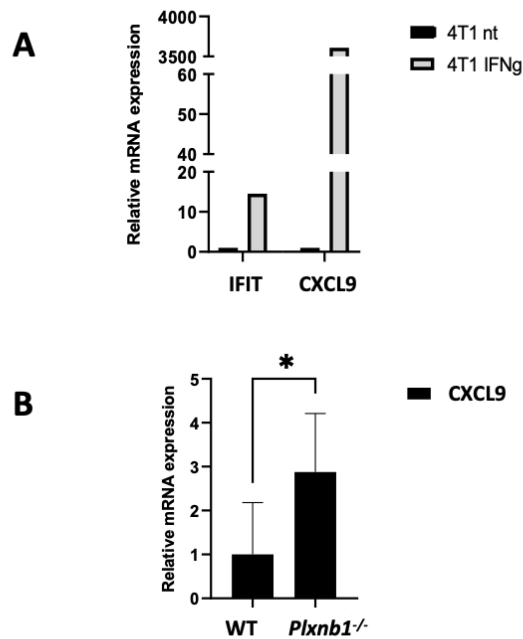 A
Relative mRNA expression
4000
3500
60
50
40
20
10
0
IFIT CXCL9
4T1 nt
4T1 IFNg
B
Relative mRNA expression
5
4
3
2
1
0
*
WT Plxnb1-/-
CXCL9